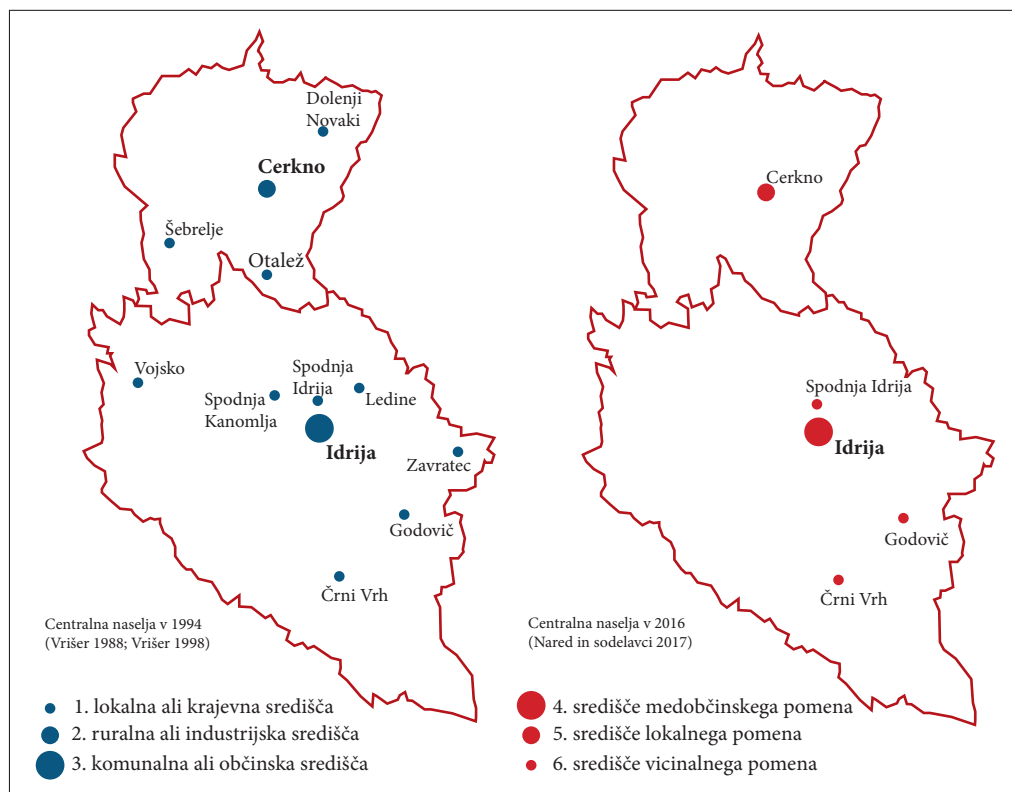 Dolenji
Novaki
Cerkno
Šebrelje
Otalež
Vojsko
Spodnja
Idrija
Spodnja
Kanomlja
Ledine
Idrija
Zavratec
Godovič
Črni Vrh
Centralna naselja v 1994
(Vrišer 1988; Vrišer 1998)
1. lokalna ali krajevna središča
2. ruralna ali industrijska središča
3. komunalna ali občinska središča
Cerkno
Spodnja Idrija
Idrija
Godovič
Črni Vrh
Centralna naselja v 2016
(Nared in sodelavci 2017)
4. središče medobčinskega pomena
5. središče lokalnega pomena
6. središče vicinalnega pomena